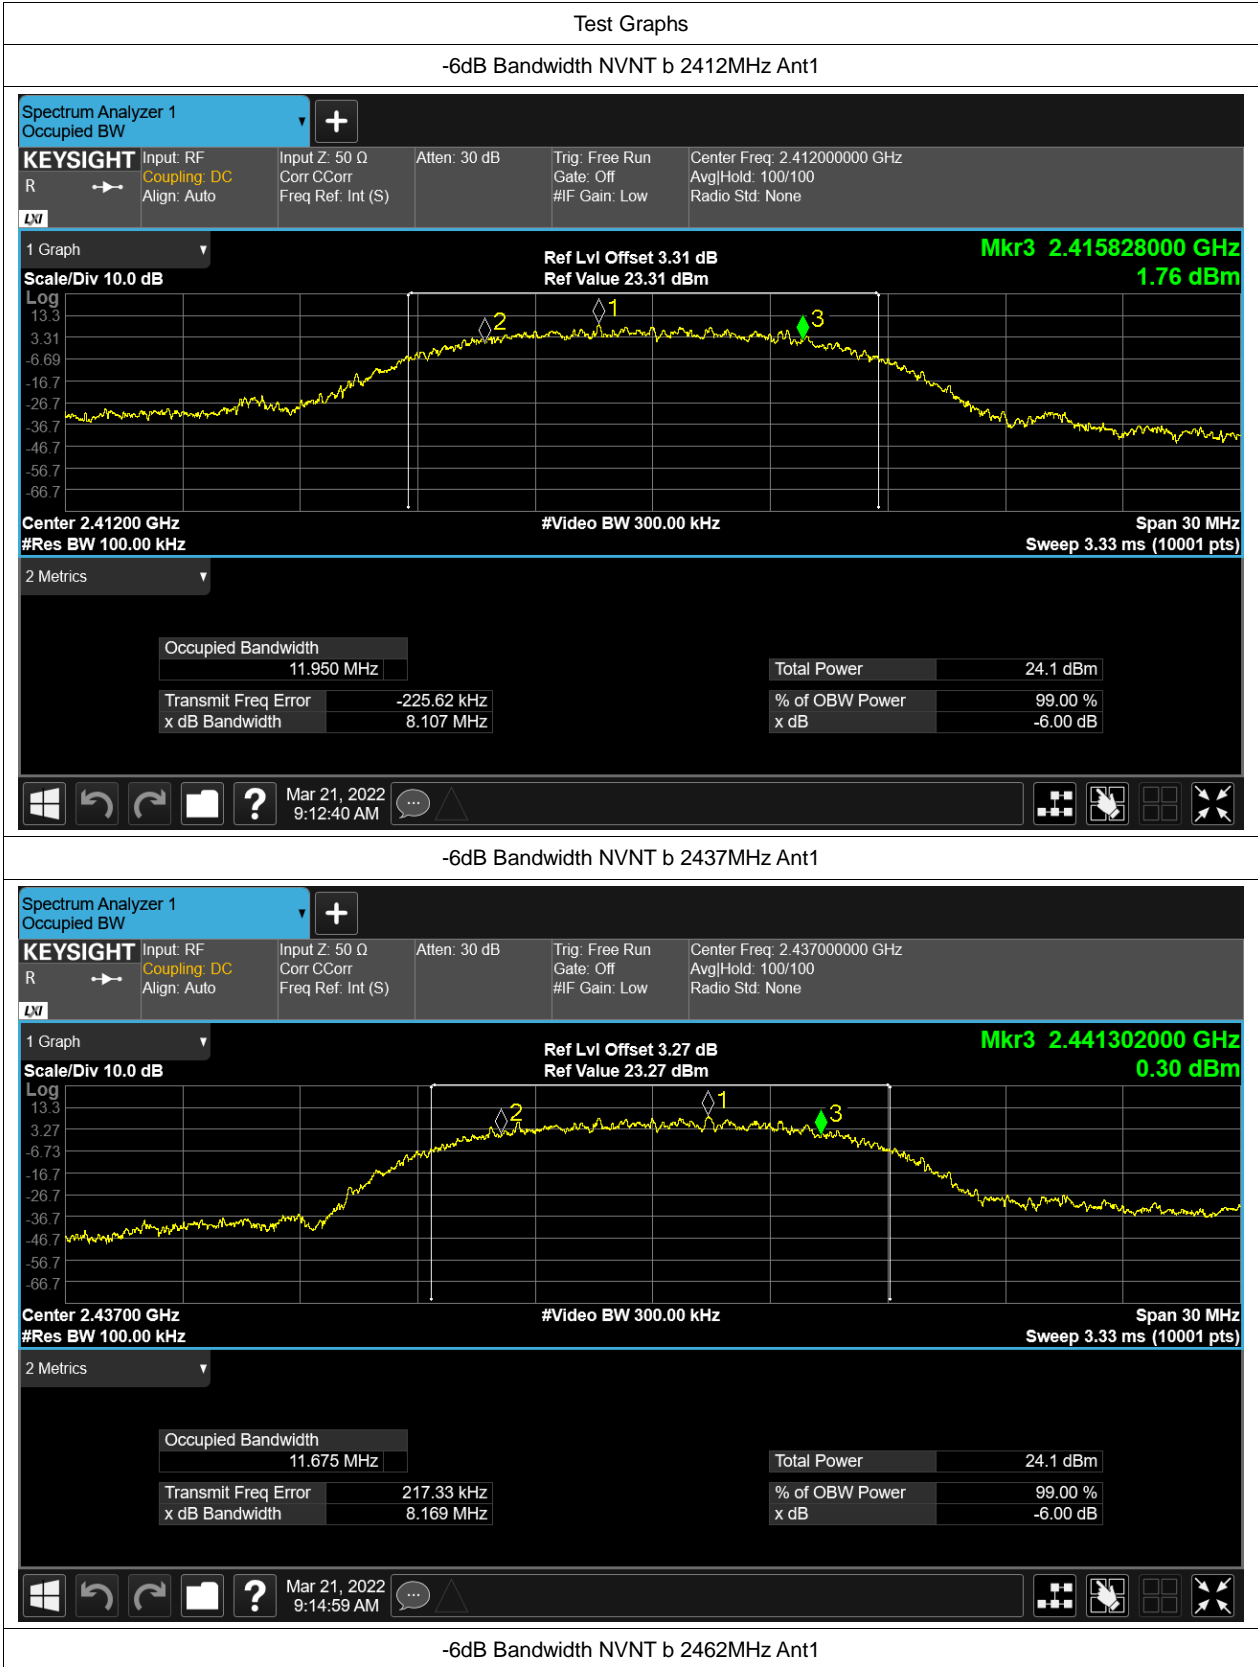 Test Graphs
-6dB Bandwidth NVNT b 2412MHz Ant1
Spectrum Analyzer 1
Occupied BW
KEYSIGHT Input: RF Input Z: 50 Ω Atten: 30 dB Trig: Free Run Center Freq: 2.412000000 GHz
R Coupling: DC Corr CCorr Gate: Off Avg|Hold: 100/100
Align: Auto Freq Ref: Int (S) #IF Gain: Low Radio Std: None
LXI
1 Graph Ref Lvl Offset 3.31 dB Mkr3 2.415828000 GHz
Scale/Div 10.0 dB Ref Value 23.31 dBm 1.76 dBm
Log
13.3
3.31
-6.69
-16.7
-26.7
-36.7
-46.7
-56.7
-66.7
2
1
3
Center 2.41200 GHz #Video BW 300.00 kHz Span 30 MHz
#Res BW 100.00 kHz Sweep 3.33 ms (10001 pts)
2 Metrics
Occupied Bandwidth
11.950 MHz Total Power 24.1 dBm
Transmit Freq Error -225.62 kHz % of OBW Power 99.00 %
x dB Bandwidth 8.107 MHz x dB -6.00 dB
? Mar 21, 2022
9:12:40 AM
-6dB Bandwidth NVNT b 2437MHz Ant1
Spectrum Analyzer 1
Occupied BW
KEYSIGHT Input: RF Input Z: 50 Ω Atten: 30 dB Trig: Free Run Center Freq: 2.437000000 GHz
R Coupling: DC Corr CCorr Gate: Off Avg|Hold: 100/100
Align: Auto Freq Ref: Int (S) #IF Gain: Low Radio Std: None
LXI
1 Graph Ref Lvl Offset 3.27 dB Mkr3 2.441302000 GHz
Scale/Div 10.0 dB Ref Value 23.27 dBm 0.30 dBm
Log
13.3
3.27
-6.73
-16.7
-26.7
-36.7
-46.7
-56.7
-66.7
2
1
3
Center 2.43700 GHz #Video BW 300.00 kHz Span 30 MHz
#Res BW 100.00 kHz Sweep 3.33 ms (10001 pts)
2 Metrics
Occupied Bandwidth
11.675 MHz Total Power 24.1 dBm
Transmit Freq Error 217.33 kHz % of OBW Power 99.00 %
x dB Bandwidth 8.169 MHz x dB -6.00 dB
? Mar 21, 2022
9:14:59 AM
-6dB Bandwidth NVNT b 2462MHz Ant1